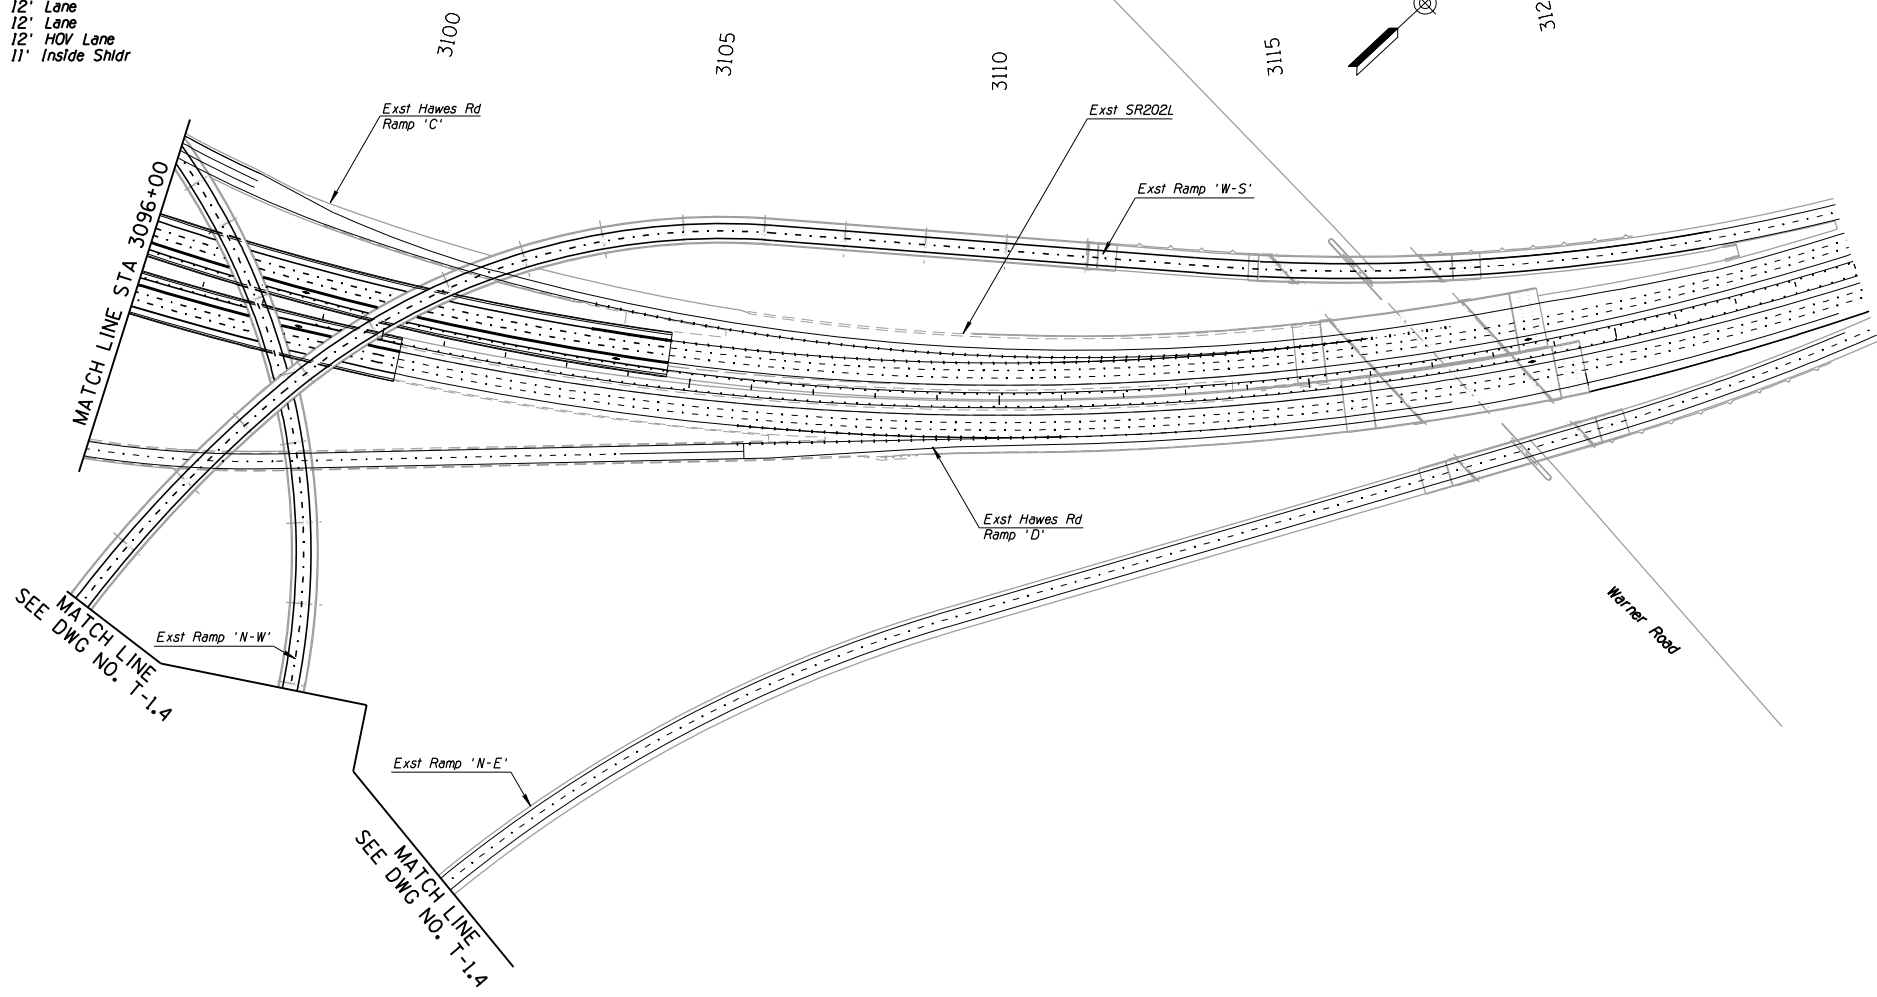 12' Lane
12' Lane
12' HOV Lane
11' Inside Shldr
3100
3105
3110
3115
Exst Hawes Rd
Ramp 'C'
Exst SR202L
Exst Ramp 'W-S'
MATCH LINE STA 3096+00
Exst Hawes Rd
Ramp 'D'
MATCH LINE
SEE DWG NO. T-1.4
Exst Ramp 'N-W'
Warner Road
Exst Ramp 'N-E'
MATCH LINE
SEE DWG NO. T-1.4